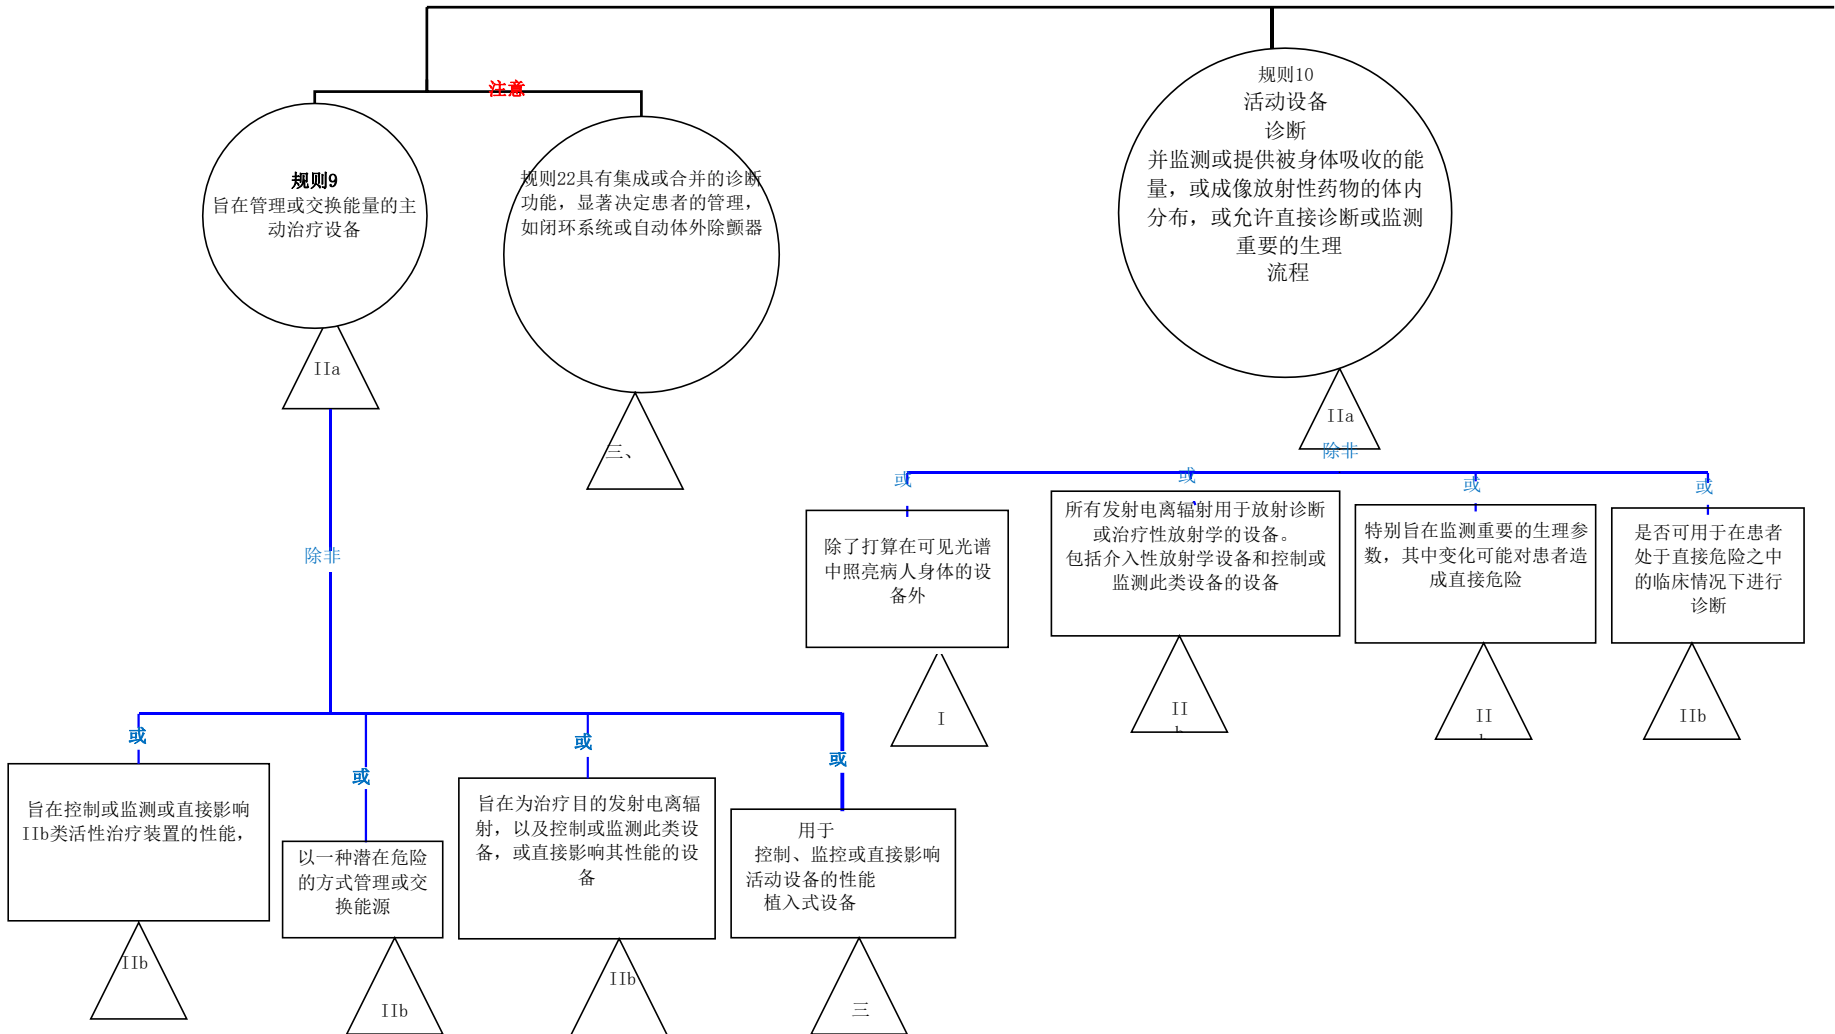 注意
规则9
旨在管理或交换能量的主
动治疗设备
IIa
规则22具有集成或合并的诊断
功能，显著决定患者的管理，
如闭环系统或自动体外除颤器
三、
规则10
活动设备
诊断
并监测或提供被身体吸收的能
量，或成像放射性药物的体内
分布，或允许直接诊断或监测
重要的生理
流程
IIa
除非
或
或
或
或
除了打算在可见光谱
中照亮病人身体的设
备外
I
所有发射电离辐射用于放射诊断
或治疗性放射学的设备。
包括介入性放射学设备和控制或
监测此类设备的设备
II
特别旨在监测重要的生理参
数，其中变化可能对患者造
成直接危险
II
是否可用于在患者
处于直接危险之中
的临床情况下进行
诊断
IIb
除非
或
或
或
或
旨在控制或监测或直接影响
IIb类活性治疗装置的性能，
IIb
以一种潜在危险
的方式管理或交
换能源
IIb
旨在为治疗目的发射电离辐
射，以及控制或监测此类设
备，或直接影响其性能的设
备
IIb
用于
控制、监控或直接影响
活动设备的性能
植入式设备
三